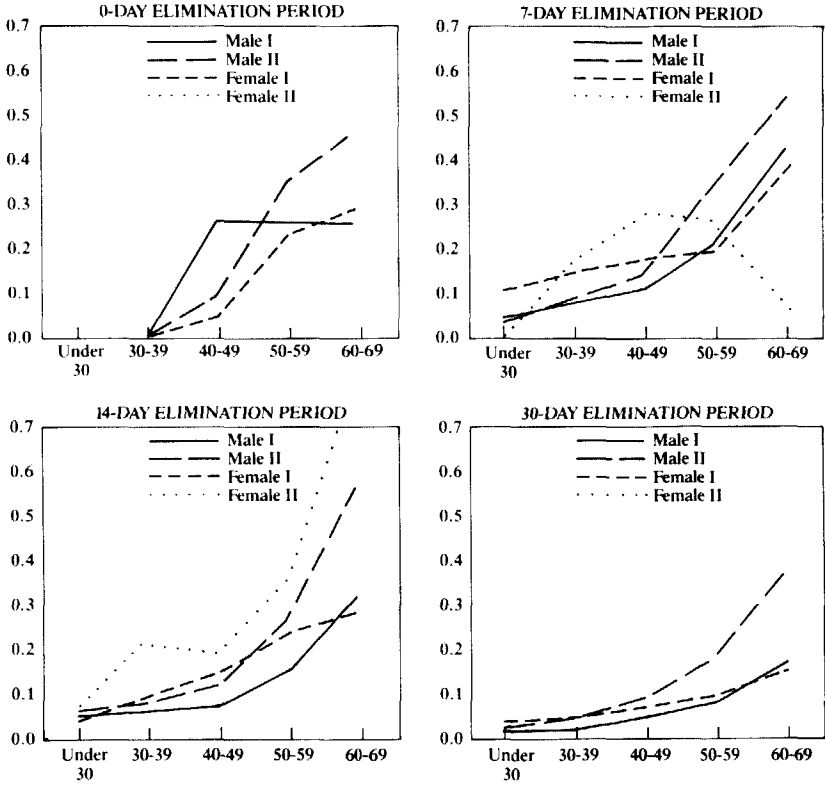 0-DAY ELIMINATION PERIOD
0.7
0.6
0.5
0.4
0.3
0.2
0.1
0.0
Male I
Male II
Female I
Female II
Under
30
30-39
40-49
50-59
60-69
7-DAY ELIMINATION PERIOD
0.7
0.6
0.5
0.4
0.3
0.2
0.1
0.0
Male I
Male II
Female I
Female II
Under
30
30-39
40-49
50-59
60-69
14-DAY ELIMINATION PERIOD
0.7
0.6
0.5
0.4
0.3
0.2
0.1
0.0
Male I
Male II
Female I
Female II
Under
30
30-39
40-49
50-59
60-69
30-DAY ELIMINATION PERIOD
0.7
0.6
0.5
0.4
0.3
0.2
0.1
0.0
Male I
Male II
Female I
Female II
Under
30
30-39
40-49
50-59
60-69